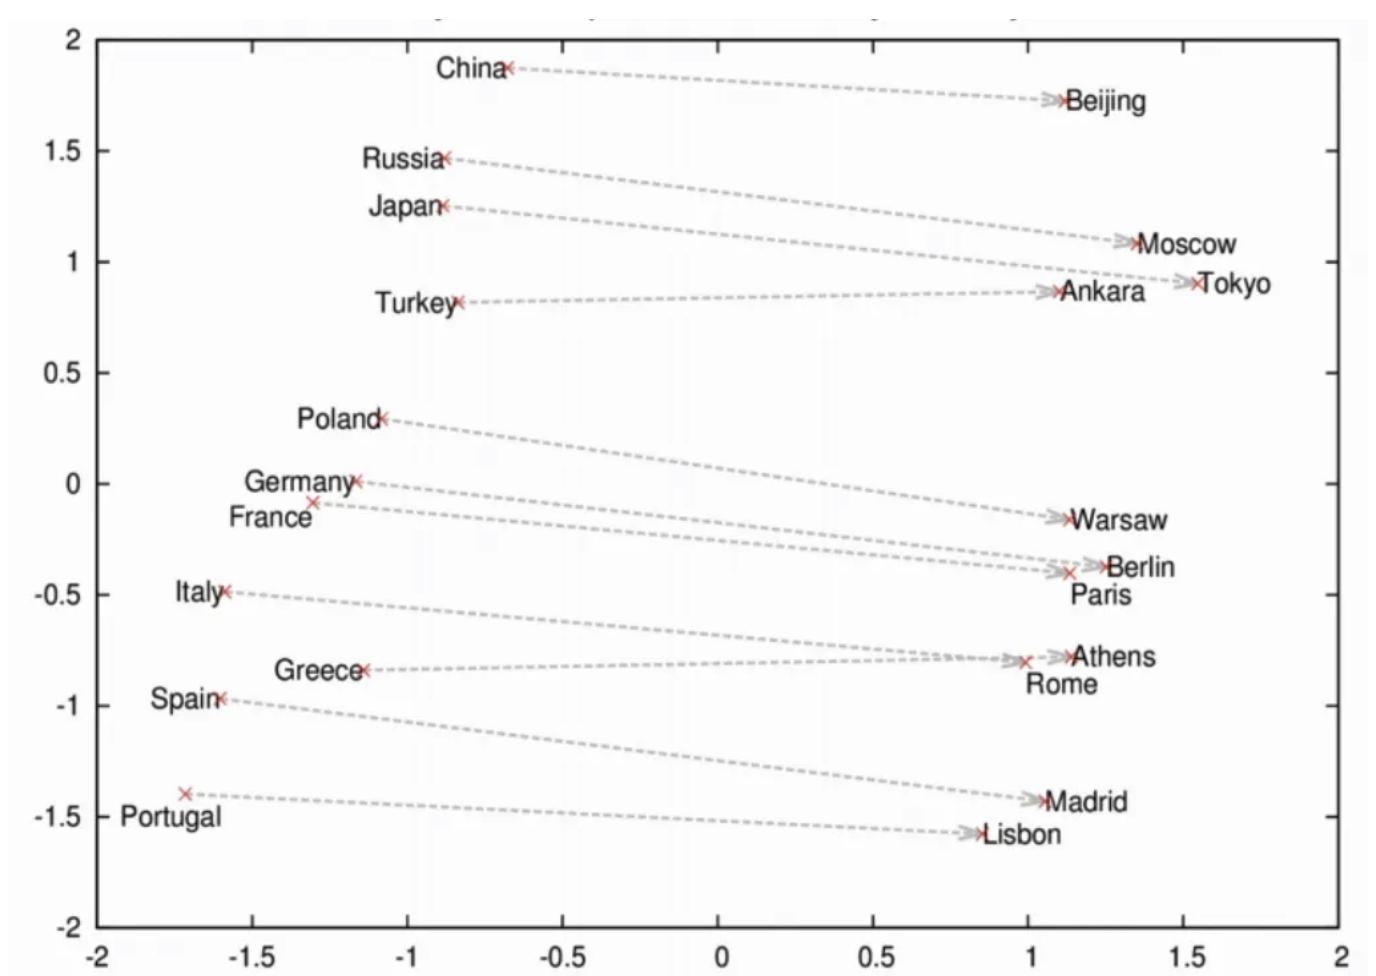 2
China
Beijing
1.5
Russia
Japan
Moscow
1
Tokyo
Ankara
Turkey
0.5
Poland
0
Germany
France
Warsaw
Berlin
-0.5
Italy
Paris
Greece
Athens
Rome
-1
Spain
Madrid
-1.5
Portugal
Lisbon
-2
-2 -1.5 -1 -0.5 0 0.5 1 1.5 2